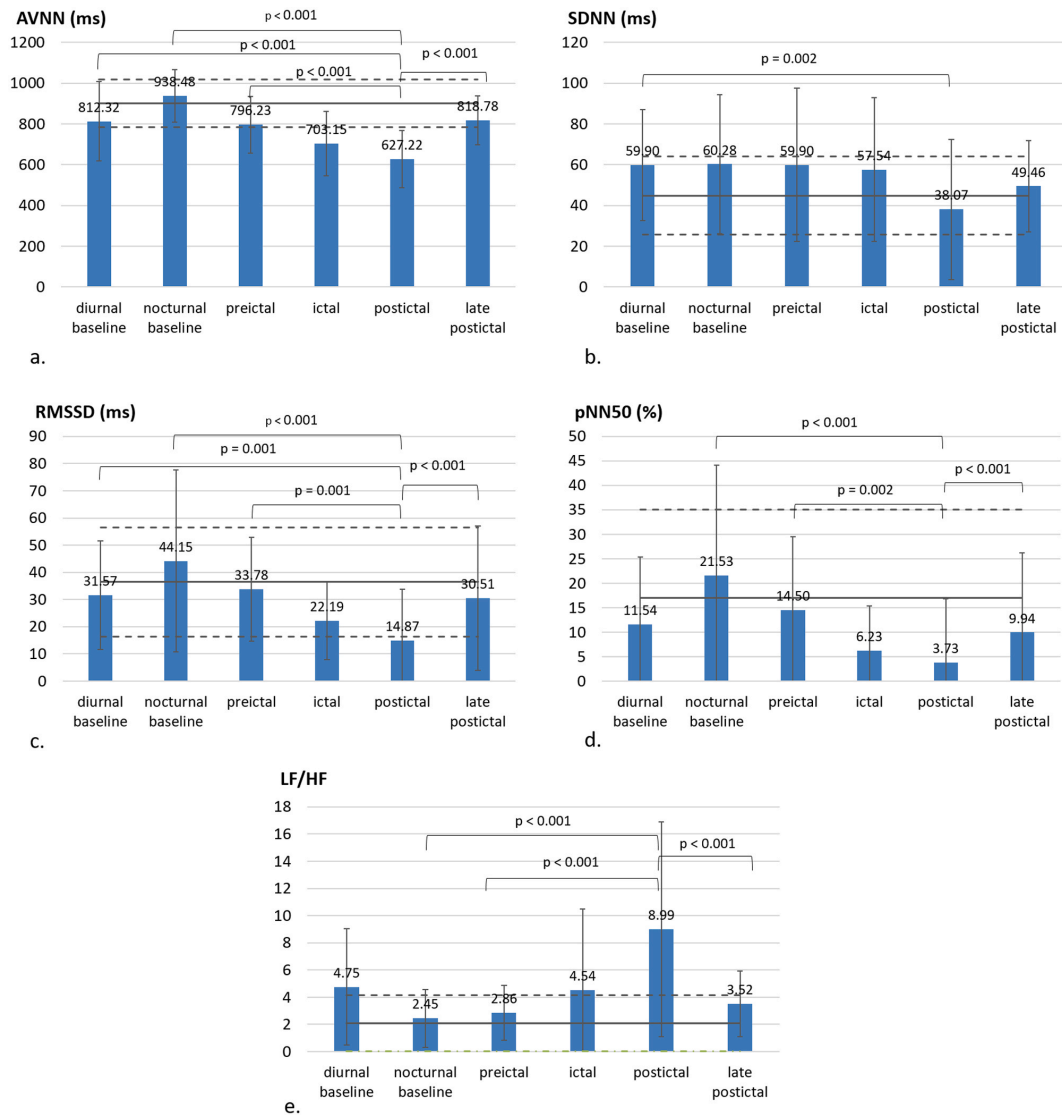 AVNN (ms)
p < 0.001
p < 0.001
p < 0.001
p < 0.001
1200
1000
800
600
400
200
0
812.32
938.48
796.23
703.15
627.22
818.78
diurnal baseline
nocturnal baseline
preictal
ictal
postictal
late postictal
a.
SDNN (ms)
p = 0.002
120
100
80
60
40
20
0
59.90
60.28
59.90
57.54
38.07
49.46
diurnal baseline
nocturnal baseline
preictal
ictal
postictal
late postictal
b.
RMSSD (ms)
p < 0.001
p = 0.001
p < 0.001
p = 0.001
90
80
70
60
50
40
30
20
10
0
31.57
44.15
33.78
22.19
14.87
30.51
diurnal baseline
nocturnal baseline
preictal
ictal
postictal
late postictal
c.
pNN50 (%)
p < 0.001
p < 0.001
p = 0.002
50
45
40
35
30
25
20
15
10
5
0
11.54
21.53
14.50
6.23
3.73
9.94
diurnal baseline
nocturnal baseline
preictal
ictal
postictal
late postictal
d.
LF/HF
p < 0.001
p < 0.001
p < 0.001
18
16
14
12
10
8
6
4
2
0
4.75
2.45
2.86
4.54
8.99
3.52
diurnal baseline
nocturnal baseline
preictal
ictal
postictal
late postictal
e.